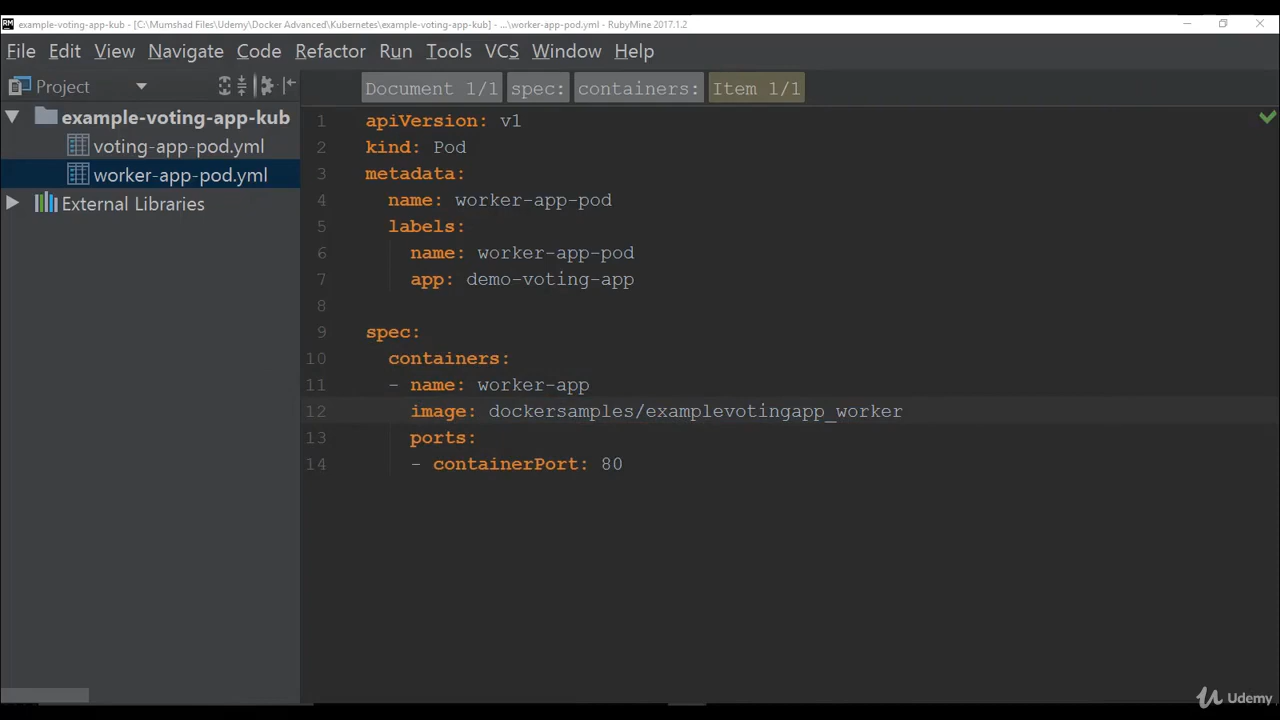 example-voting-app-kub - [C:\Mumshad Files\Udemy\Docker Advanced\Kubernetes\example-voting-app-kub] - ...\worker-app-pod.yml - RubyMine 2017.1.2
File Edit View Navigate Code Refactor Run Tools VCS Window Help
Project
Document 1/1 spec: containers: Item 1/1
example-voting-app-kub
voting-app-pod.yml
worker-app-pod.yml
External Libraries
1 apiVersion: v1
2 kind: Pod
3 metadata:
4 name: worker-app-pod
5 labels:
6 name: worker-app-pod
7 app: demo-voting-app
8
9 spec:
10 containers:
11 - name: worker-app
12 image: dockersamples/examplevotingapp_worker
13 ports:
14 - containerPort: 80
Udemy